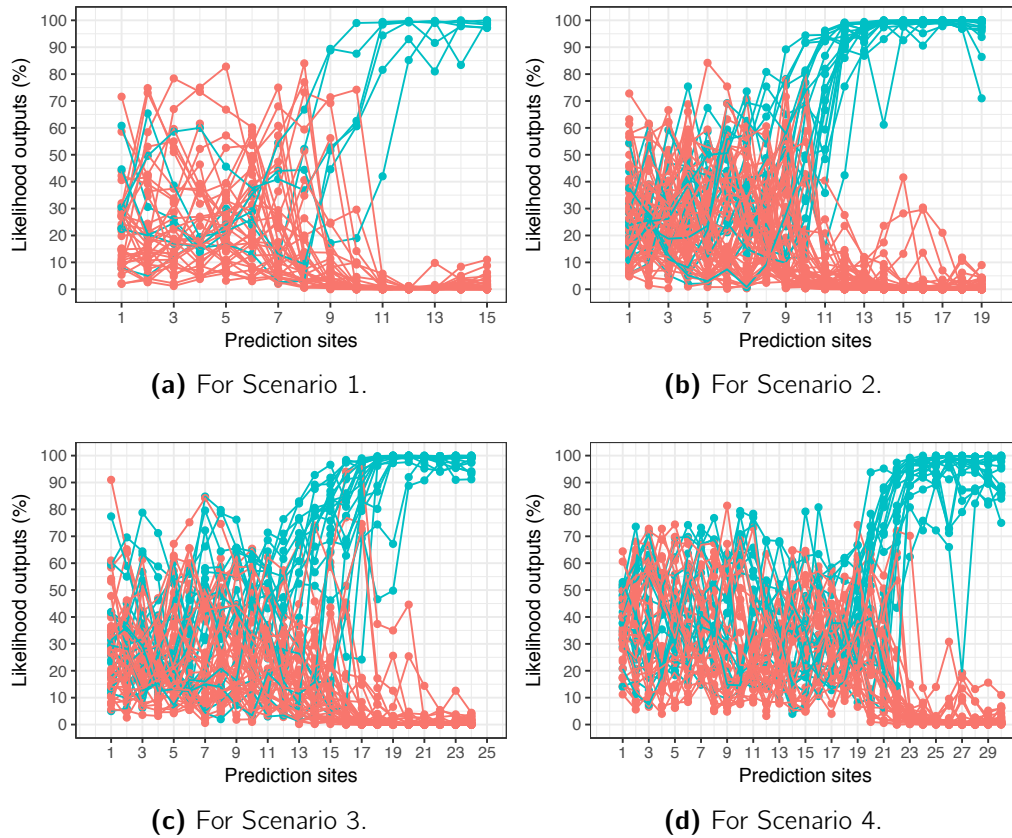 Likelihood outputs (%)
100
90
80
70
60
50
40
30
20
10
0
1 3 5 7 9 11 13 15
Prediction sites
(a) For Scenario 1.
Likelihood outputs (%)
100
90
80
70
60
50
40
30
20
10
0
1 3 5 7 9 11 13 15 17 19
Prediction sites
(b) For Scenario 2.
Likelihood outputs (%)
100
90
80
70
60
50
40
30
20
10
0
1 3 5 7 9 11 13 15 17 19 21 23 25
Prediction sites
(c) For Scenario 3.
Likelihood outputs (%)
100
90
80
70
60
50
40
30
20
10
0
1 3 5 7 9 11 13 15 17 19 21 23 25 27 29
Prediction sites
(d) For Scenario 4.